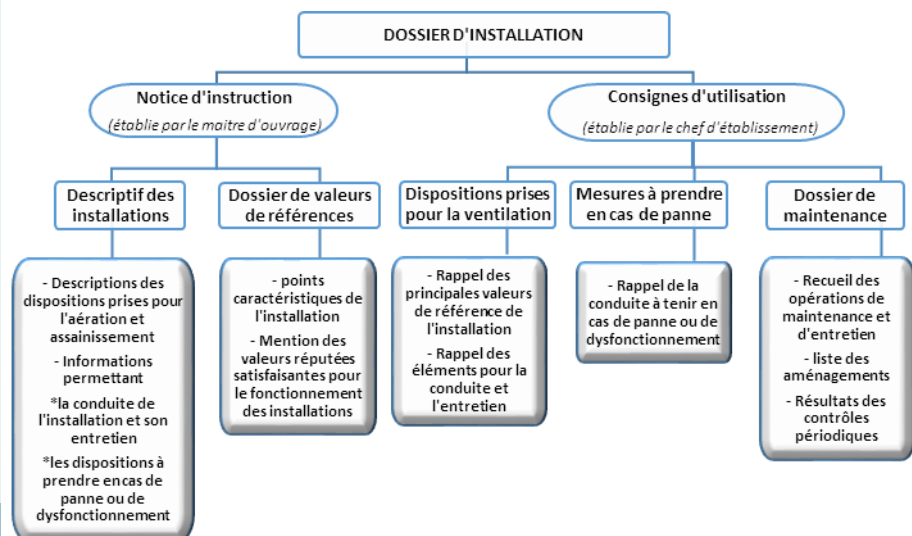 DOSSIER D'INSTALLATION
Notice d'instruction
(établie par le maitre d'ouvrage)
Consignes d'utilisation
(établie par le chef d'établissement)
Descriptif des
installations
Dossier de valeurs
de références
Dispositions prises
pour la ventilation
Mesures à prendre
en cas de panne
Dossier de
maintenance
- Descriptions des
dispositions prises pour
l'aération et
assainissement
- Informations
permettant
*la conduite de
l'installation et son
entretien
*les dispositions à
prendre en cas de
panne ou de
dysfonctionnement
- points
caractéristiques de
l'installation
- Mention des
valeurs réputées
satisfaisantes pour
le fonctionnement
des installations
- Rappel des
principales valeurs
de référence de
l'installation
- Rappel des
éléments pour la
conduite et
l'entretien
- Rappel de la
conduite à tenir en
cas de panne ou de
dysfonctionnement
- Recueil des
opérations de
maintenance et
d'entretien
- liste des
aménagements
- Résultats des
contrôles
périodiques